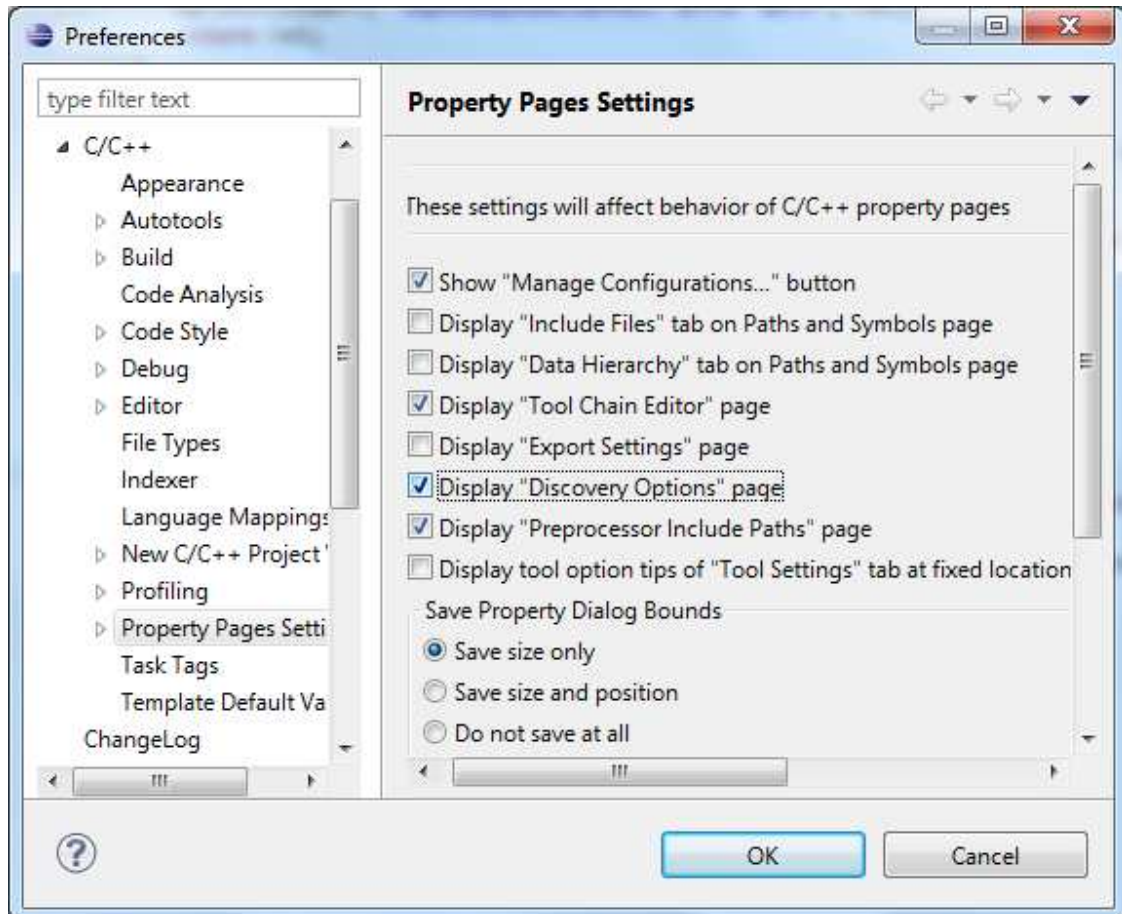 Preferences
type filter text
C/C++
Appearance
Autotools
Build
Code Analysis
Code Style
Debug
Editor
File Types
Indexer
Language Mappings
New C/C++ Project
Profiling
Property Pages Setti
Task Tags
Template Default Va
ChangeLog
Property Pages Settings
These settings will affect behavior of C/C++ property pages
Show "Manage Configurations..." button
Display "Include Files" tab on Paths and Symbols page
Display "Data Hierarchy" tab on Paths and Symbols page
Display "Tool Chain Editor" page
Display "Export Settings" page
Display "Discovery Options" page
Display "Preprocessor Include Paths" page
Display tool option tips of "Tool Settings" tab at fixed location
Save Property Dialog Bounds
Save size only
Save size and position
Do not save at all
?
OK
Cancel